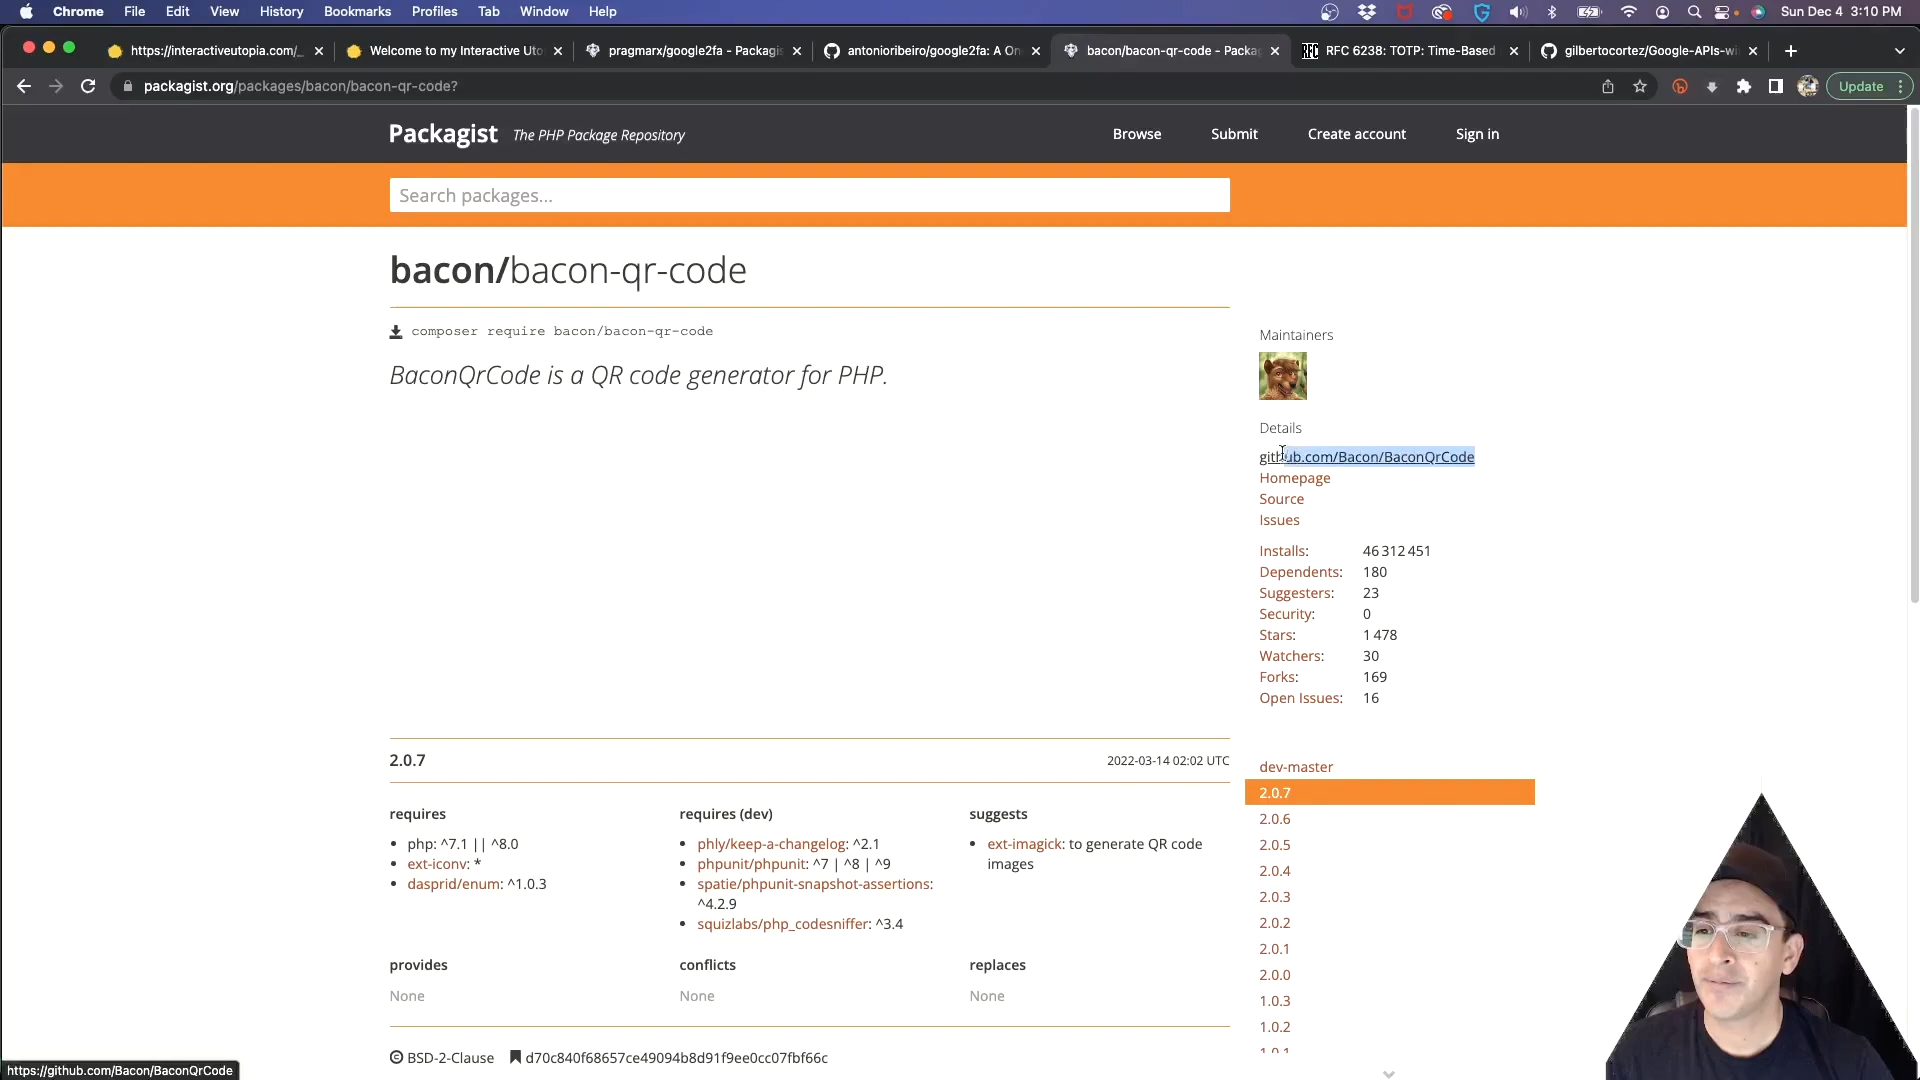 Chrome File Edit View History Bookmarks Profiles Tab Window Help Sun Dec 4 3:10 PM
https://interactiveutopia.com/ Welcome to my Interactive Uto pragmarx/google2fa - Packagis antonioribeiro/google2fa: A On bacon/bacon-qr-code - Packag RFC 6238: TOTP: Time-Based gilbertocortez/Google-APIs-wi
packagist.org/packages/bacon/bacon-qr-code? Update
Packagist The PHP Package Repository Browse Submit Create account Sign in
Search packages...
bacon/bacon-qr-code
composer require bacon/bacon-qr-code
BaconQrCode is a QR code generator for PHP.
Maintainers
Details
github.com/Bacon/BaconQrCode
Homepage
Source
Issues
Installs: 46 312 451
Dependents: 180
Suggesters: 23
Security: 0
Stars: 1 478
Watchers: 30
Forks: 169
Open Issues: 16
2.0.7 2022-03-14 02:02 UTC
requires
php: ^7.1 || ^8.0
ext-iconv: *
dasprid/enum: ^1.0.3
requires (dev)
phly/keep-a-changelog: ^2.1
phpunit/phpunit: ^7 | ^8 | ^9
spatie/phpunit-snapshot-assertions:
^4.2.9
squizlabs/php_codesniffer: ^3.4
suggests
ext-imagick: to generate QR code
images
provides
None
conflicts
None
replaces
None
BSD-2-Clause d70c840f68657ce49094b8d91f9ee0cc07fbf66c
dev-master
2.0.7
2.0.6
2.0.5
2.0.4
2.0.3
2.0.2
2.0.1
2.0.0
1.0.3
1.0.2
1.0.1
https://github.com/Bacon/BaconQrCode